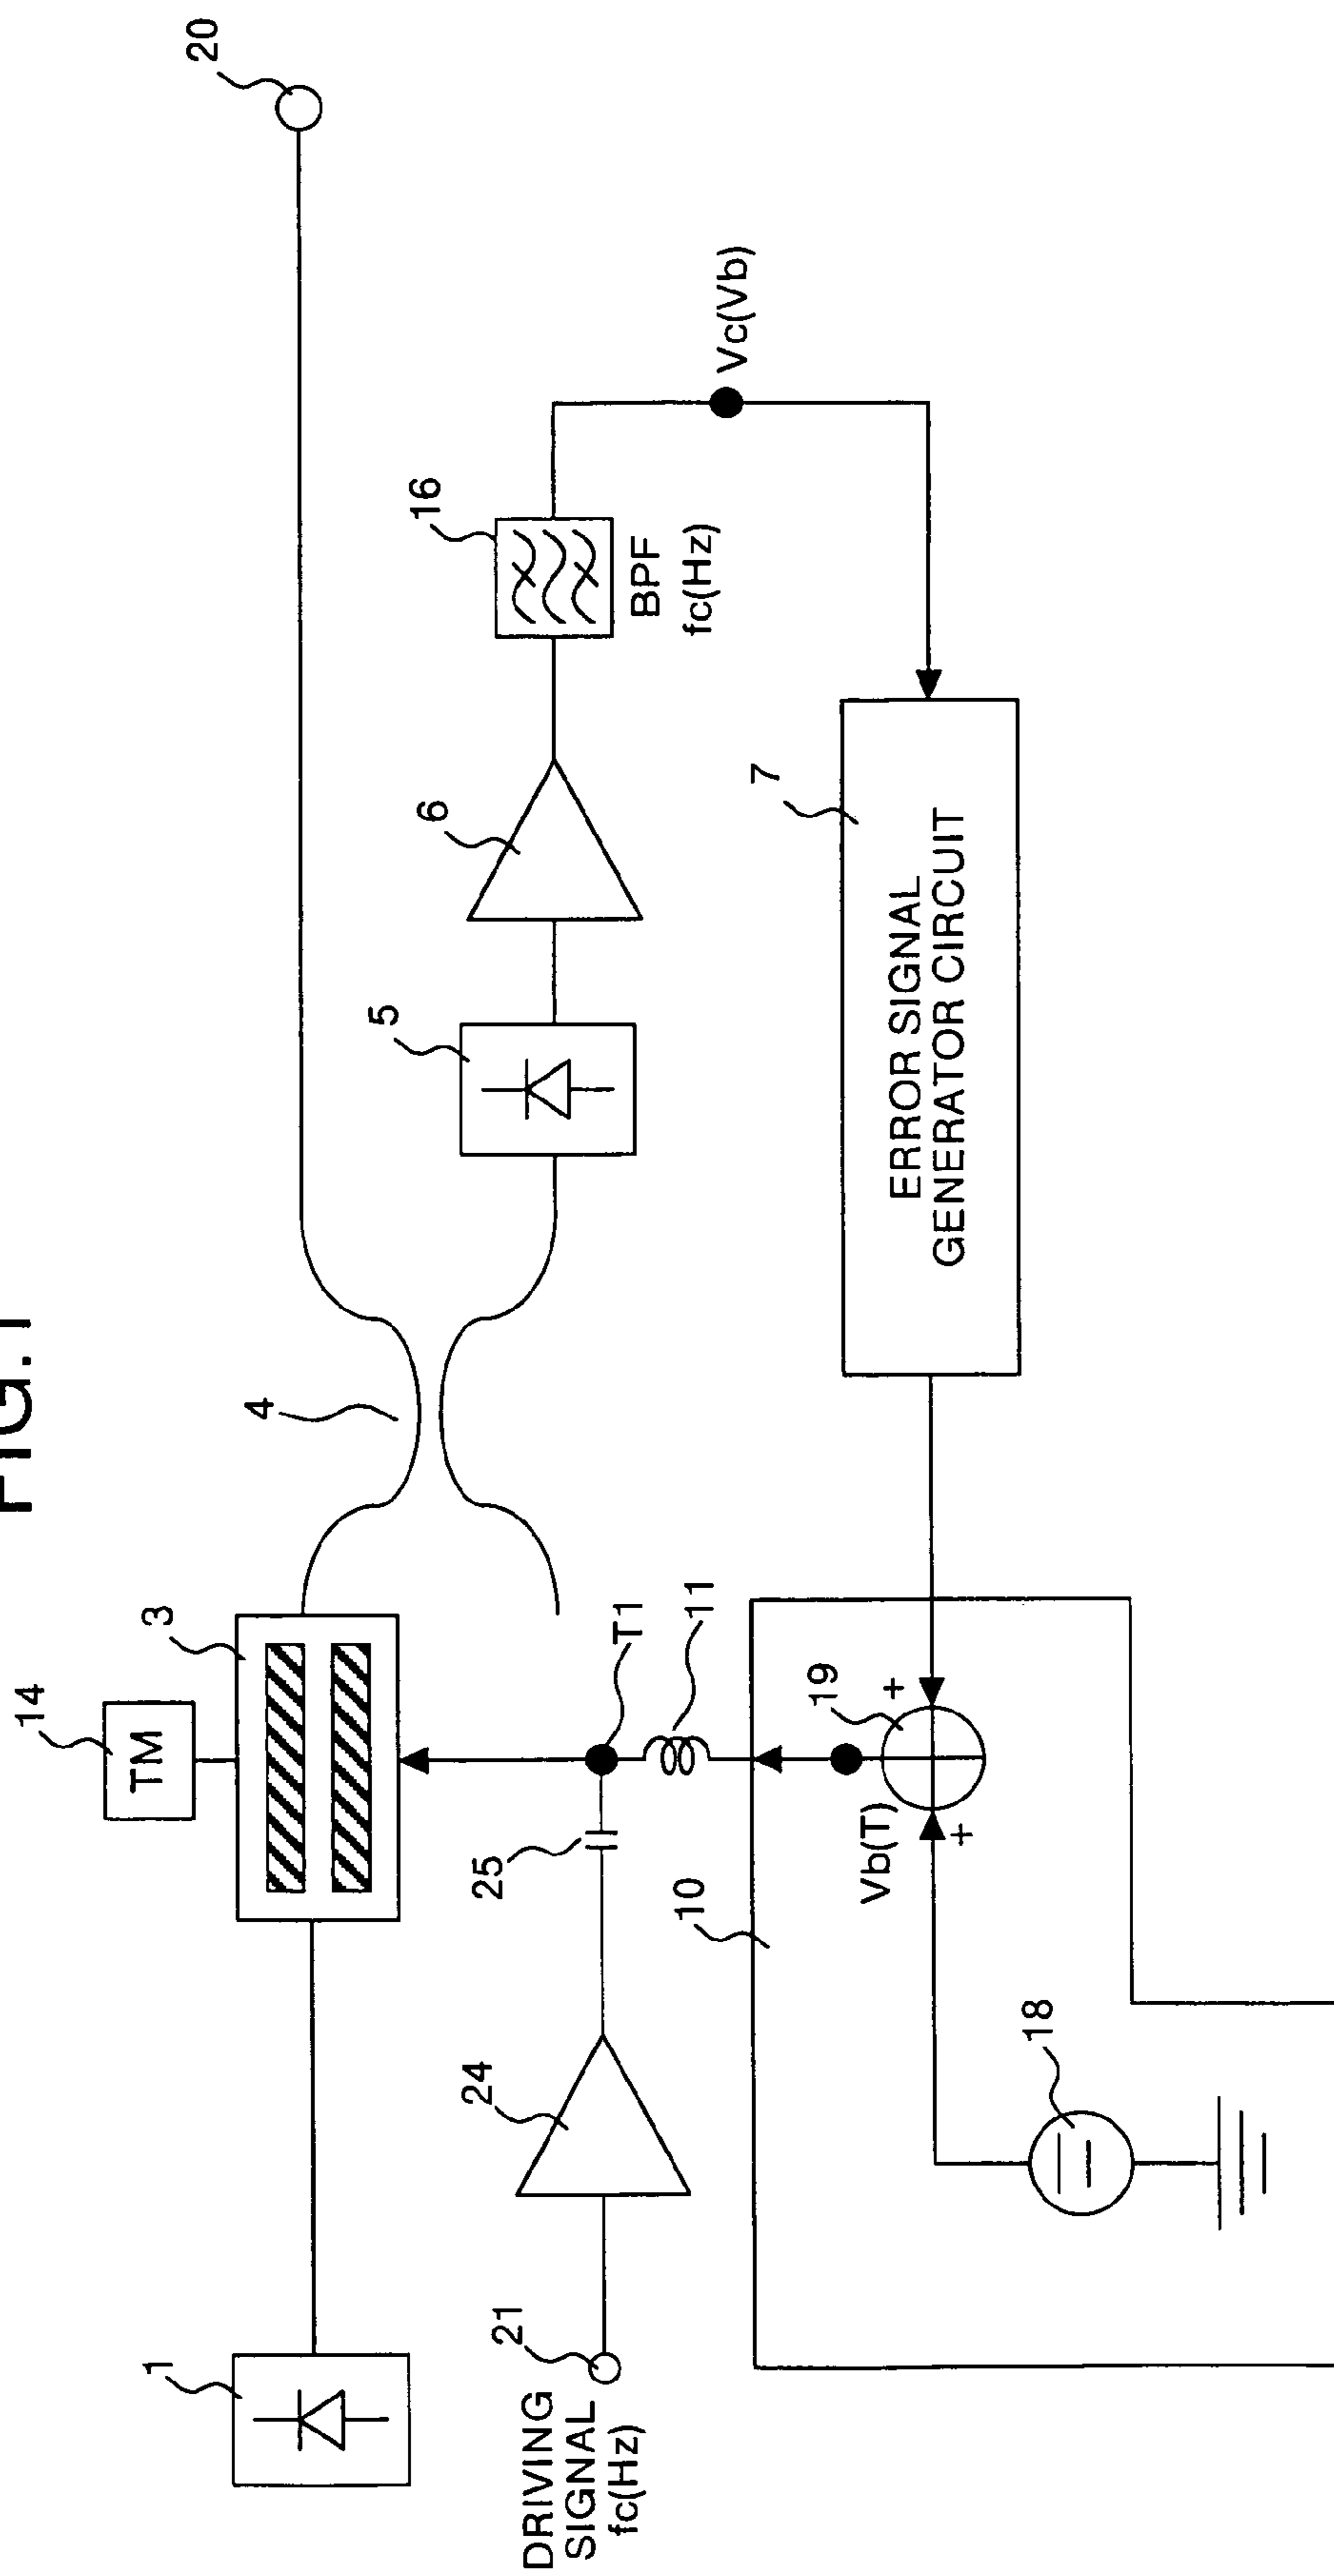 FIG.1
1
14
TM
3
4
20
DRIVING
SIGNAL
fc(Hz)
21
24
25
T1
11
5
6
16
BPF
fc(Hz)
Vc(Vb)
10
18
Vb(T)
19
+
+
7
ERROR SIGNAL
GENERATOR CIRCUIT